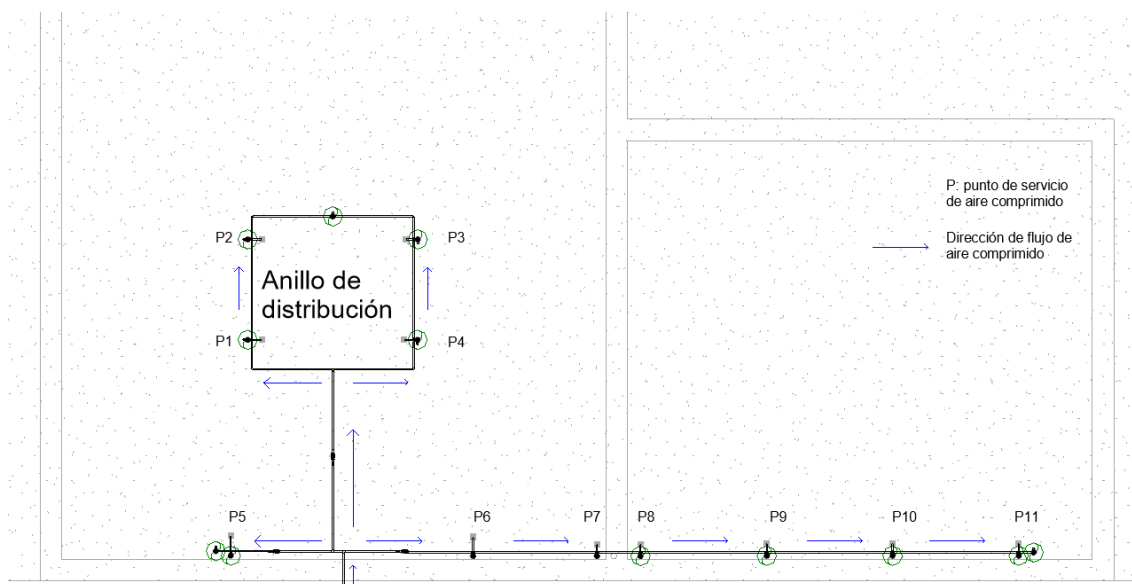 P: punto de servicio
de aire comprimido
Dirección de flujo de
aire comprimido
P2
P3
Anillo de
distribución
P1
P4
P5
P6
P7
P8
P9
P10
P11